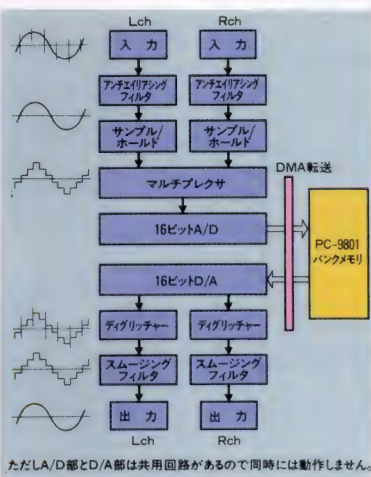 Lch Rch
入力 入力
アンチエイリアシング
フィルタ
アンチエイリアシング
フィルタ
サンプル/
ホールド
サンプル/
ホールド
マルチプレクサ
DMA転送
16ビットA/D
PC-9801
バンクメモリ
16ビットD/A
ディグリッチャー ディグリッチャー
スムージング
フィルタ
スムージング
フィルタ
出力 出力
Lch Rch
ただしA/D部とD/A部は共用回路があるので同時には動作しません。